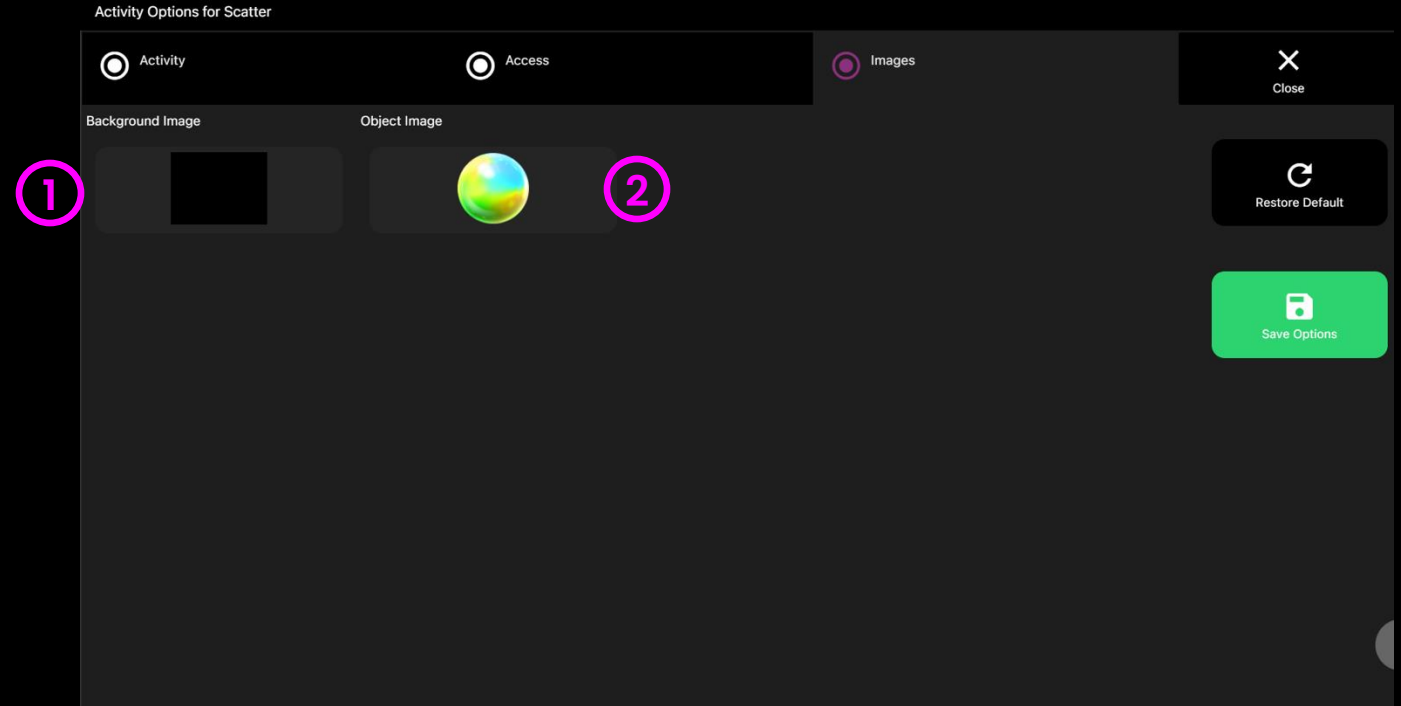 Activity Options for Scatter
Activity
Access
Images
Close
Background Image
Object Image
1
2
Restore Default
Save Options